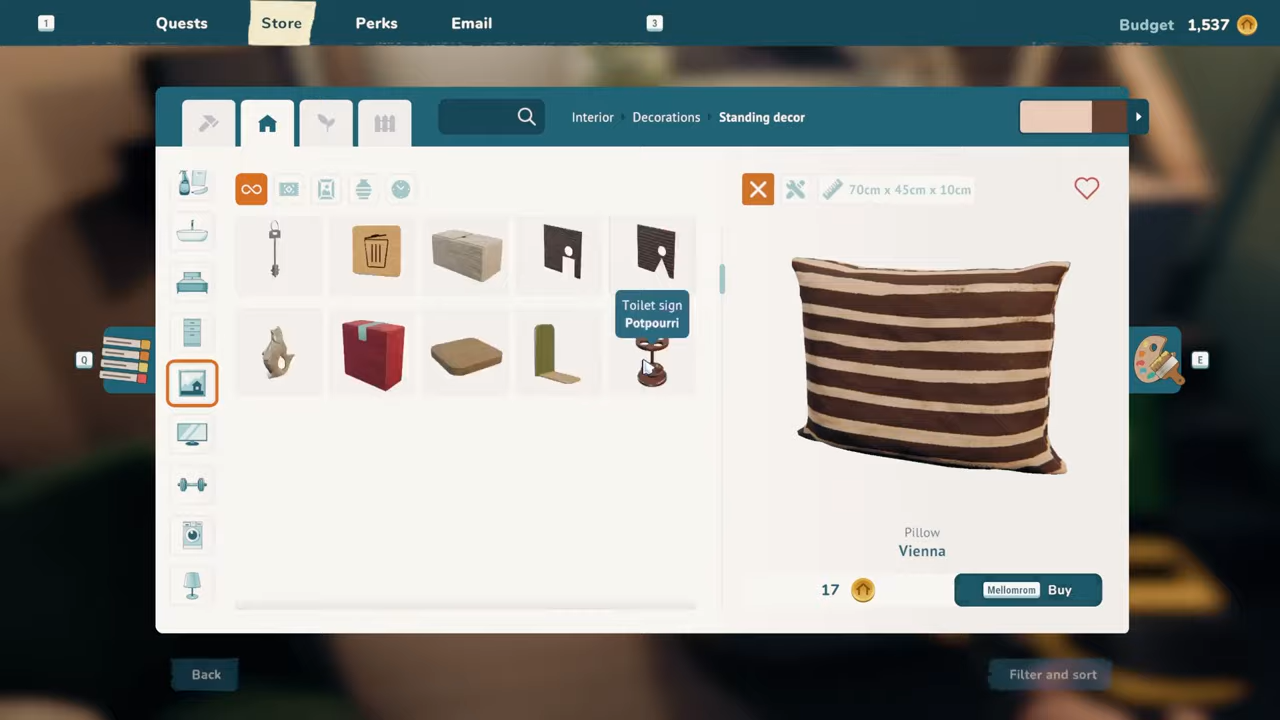 1 Quests Store Perks Email 3 Budget 1,537
Interior Decorations Standing decor
70cm x 45cm x 10cm
Toilet sign
Potpourri
Q
E
Pillow
Vienna
17 Mellomrom Buy
Back Filter and sort